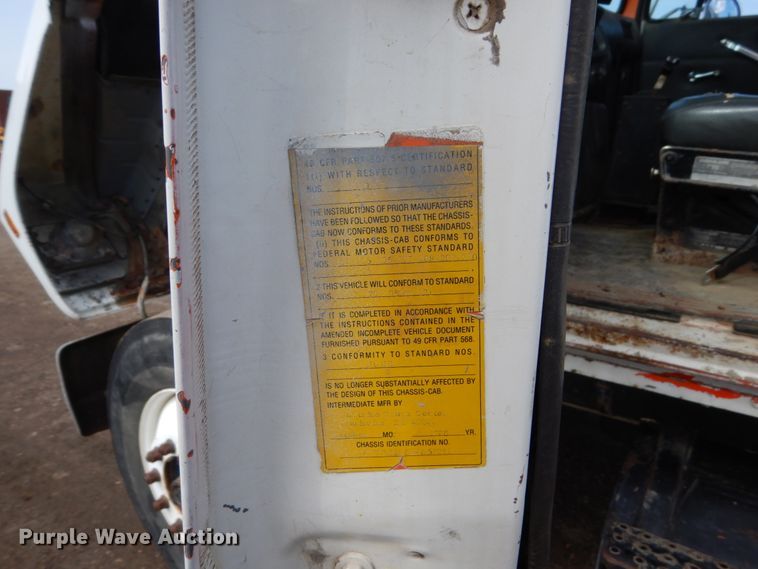 CFR PART CERTIFICATION
(i) WITH RESPECT TO STANDARD
NOS.
THE INSTRUCTIONS OF PRIOR MANUFACTURERS
HAVE BEEN FOLLOWED SO THAT THE CHASSIS-
CAB NOW CONFORMS TO THESE STANDARDS.
(ii) THIS CHASSIS-CAB CONFORMS TO
FEDERAL MOTOR SAFETY STANDARD
NOS.
2 THIS VEHICLE WILL CONFORM TO STANDARD
NOS.
IF IT IS COMPLETED IN ACCORDANCE WITH
THE INSTRUCTIONS CONTAINED IN THE
AMENDED INCOMPLETE VEHICLE DOCUMENT
FURNISHED PURSUANT TO 49 CFR PART 568.
3. CONFORMITY TO STANDARD NOS.
IS NO LONGER SUBSTANTIALLY AFFECTED BY
THE DESIGN OF THIS CHASSIS-CAB.
INTERMEDIATE MFR BY
MO: YR.
CHASSIS IDENTIFICATION NO.
Purple Wave Auction